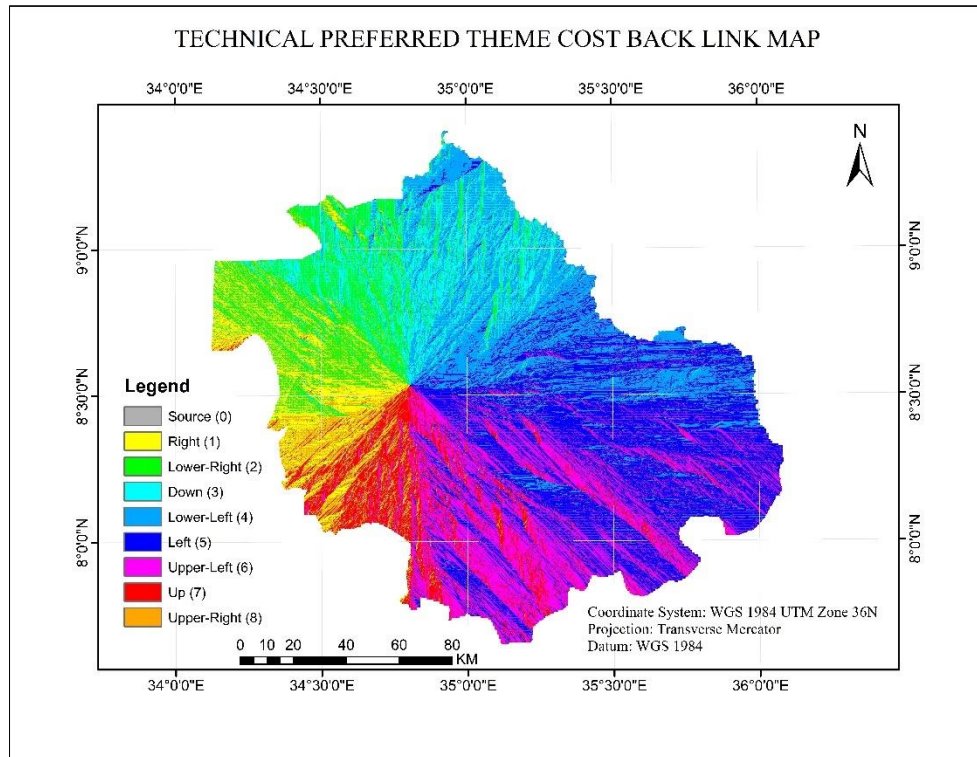 TECHNICAL PREFERRED THEME COST BACK LINK MAP
34°0'0"E 34°30'0"E 35°0'0"E 35°30'0"E 36°0'0"E
N
9°0'0"N 9°0'0"N
8°30'0"N 8°30'0"N
8°0'0"N 8°0'0"N
Legend
Source (0)
Right (1)
Lower-Right (2)
Down (3)
Lower-Left (4)
Left (5)
Upper-Left (6)
Up (7)
Upper-Right (8)
0 5 10 20 40 60 80
KM
Coordinate System: WGS 1984 UTM Zone 36N
Projection: Transverse Mercator
Datum: WGS 1984
34°0'0"E 34°30'0"E 35°0'0"E 35°30'0"E 36°0'0"E